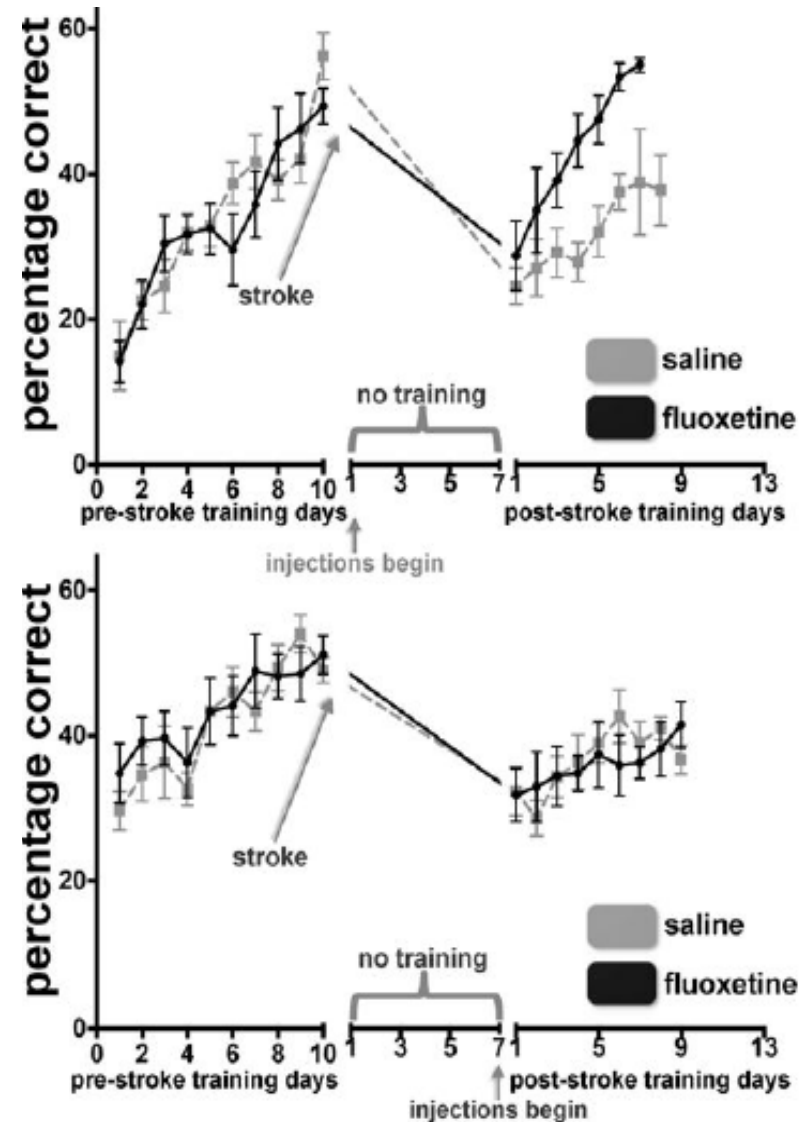 percentage correct
60
40
20
0
stroke
no training
saline
fluoxetine
0 2 4 6 8 10 1 3 5 7 1 5 9 13
pre-stroke training days post-stroke training days
injections begin
percentage correct
60
40
20
0
stroke
no training
saline
fluoxetine
0 2 4 6 8 10 1 3 5 7 1 5 9 13
pre-stroke training days post-stroke training days
injections begin